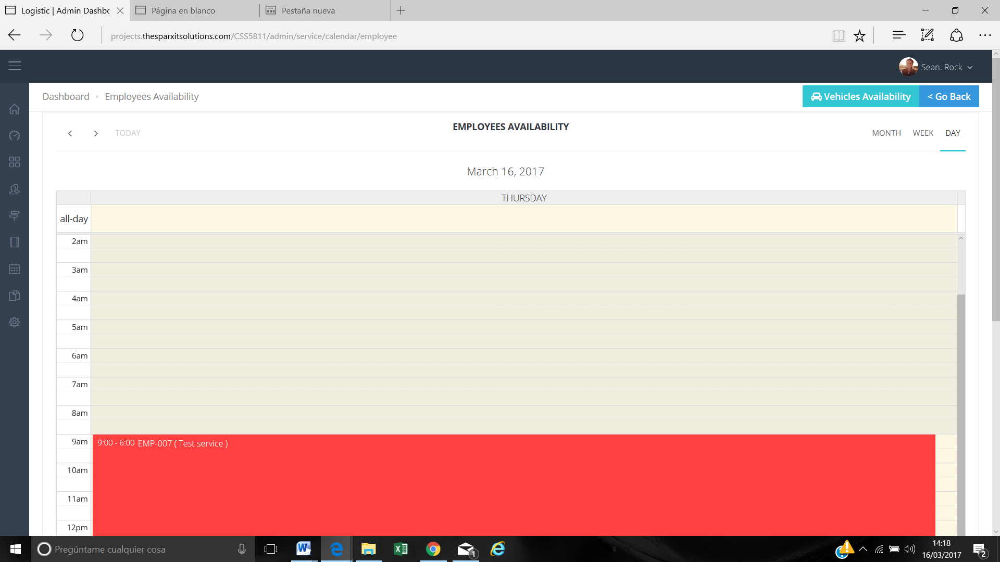 Logistic | Admin Dashbo
Página en blanco
Pestaña nueva
projects.thesparxitsolutions.com/CSS5811/admin/service/calendar/employee
Sean. Rock
Dashboard • Employees Availability
Vehicles Availability
< Go Back
TODAY
EMPLOYEES AVAILABILITY
MONTH WEEK DAY
March 16, 2017
THURSDAY
all-day
2am
3am
4am
5am
6am
7am
8am
9am
9:00 - 6:00 EMP-007 ( Test service )
10am
11am
12pm
Pregúntame cualquier cosa
1
14:18
16/03/2017
2